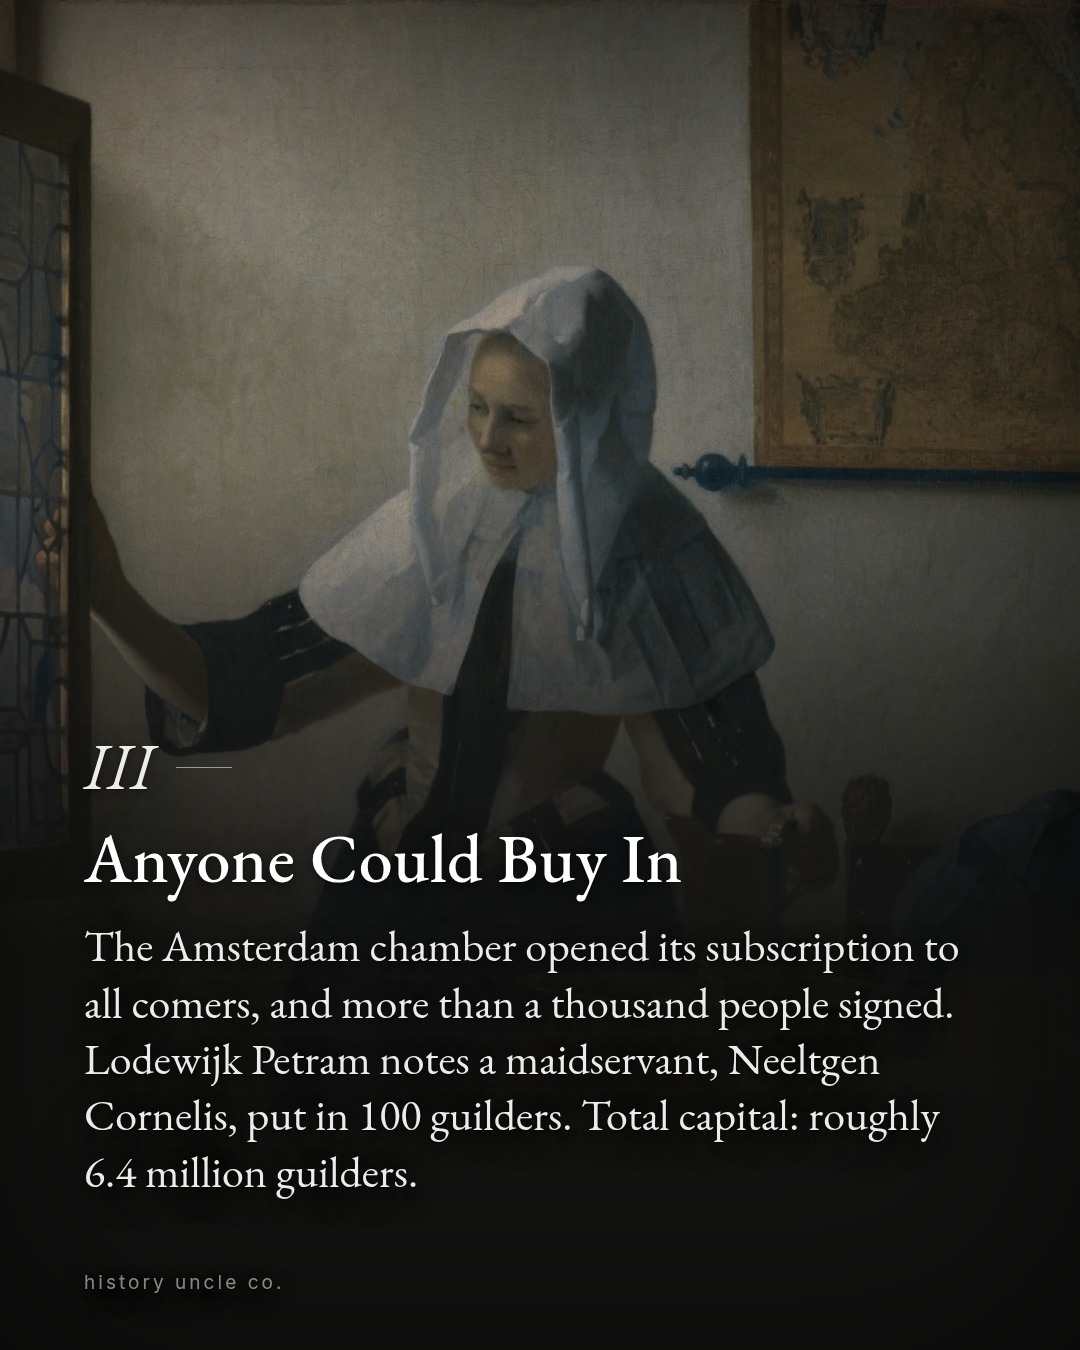 III
Anyone Could Buy In
The Amsterdam chamber opened its subscription to
all comers, and more than a thousand people signed.
Lodewijk Petram notes a maidservant, Neeltgen
Cornelis, put in 100 guilders. Total capital: roughly
6.4 million guilders.
history uncle co.